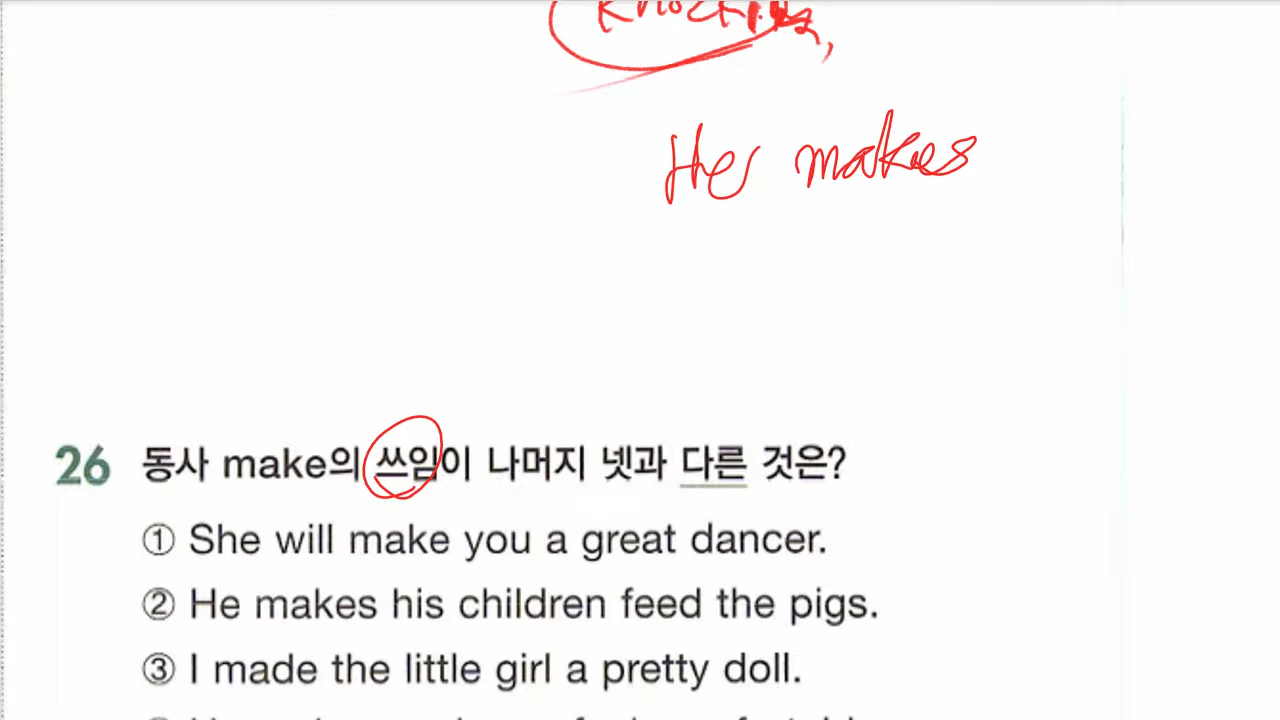 Her makes
26 동사 make의 쓰임이 나머지 넷과 다른 것은?
① She will make you a great dancer.
② He makes his children feed the pigs.
③ I made the little girl a pretty doll.